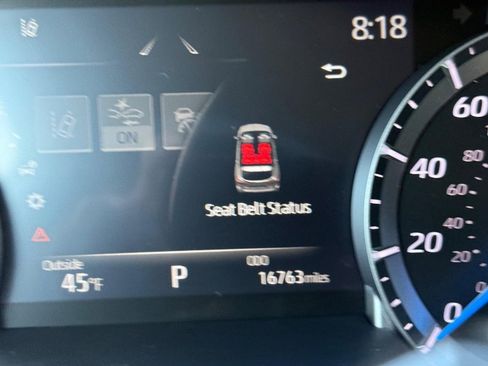 8:18
ON
Seat Belt Status
Outside
45°F
P
ODO
16763 miles
60
40
20
0
80
60
40
20
0